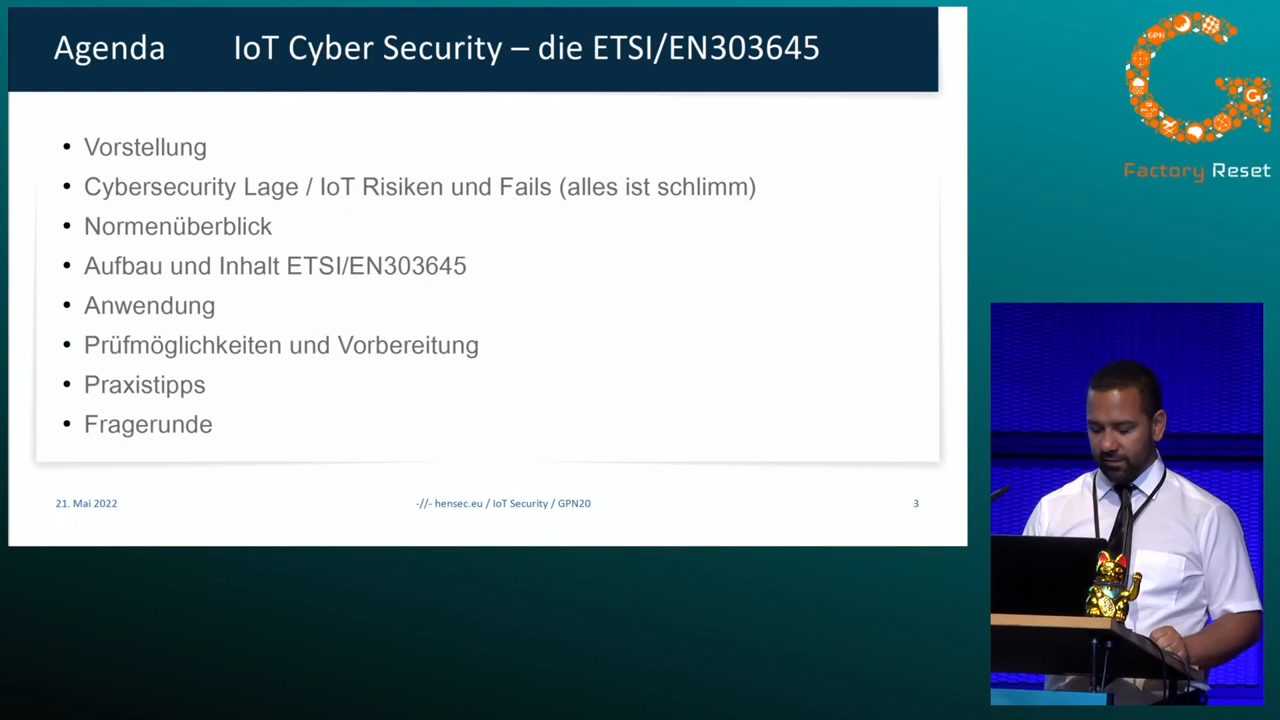 Agenda IoT Cyber Security – die ETSI/EN303645
Vorstellung
Cybersecurity Lage / IoT Risiken und Fails (alles ist schlimm)
Normenüberblick
Aufbau und Inhalt ETSI/EN303645
Anwendung
Prüfmöglichkeiten und Vorbereitung
Praxistipps
Fragerunde
21. Mai 2022
-//- hensec.eu / IoT Security / GPN20
3
GPN
Factory Reset